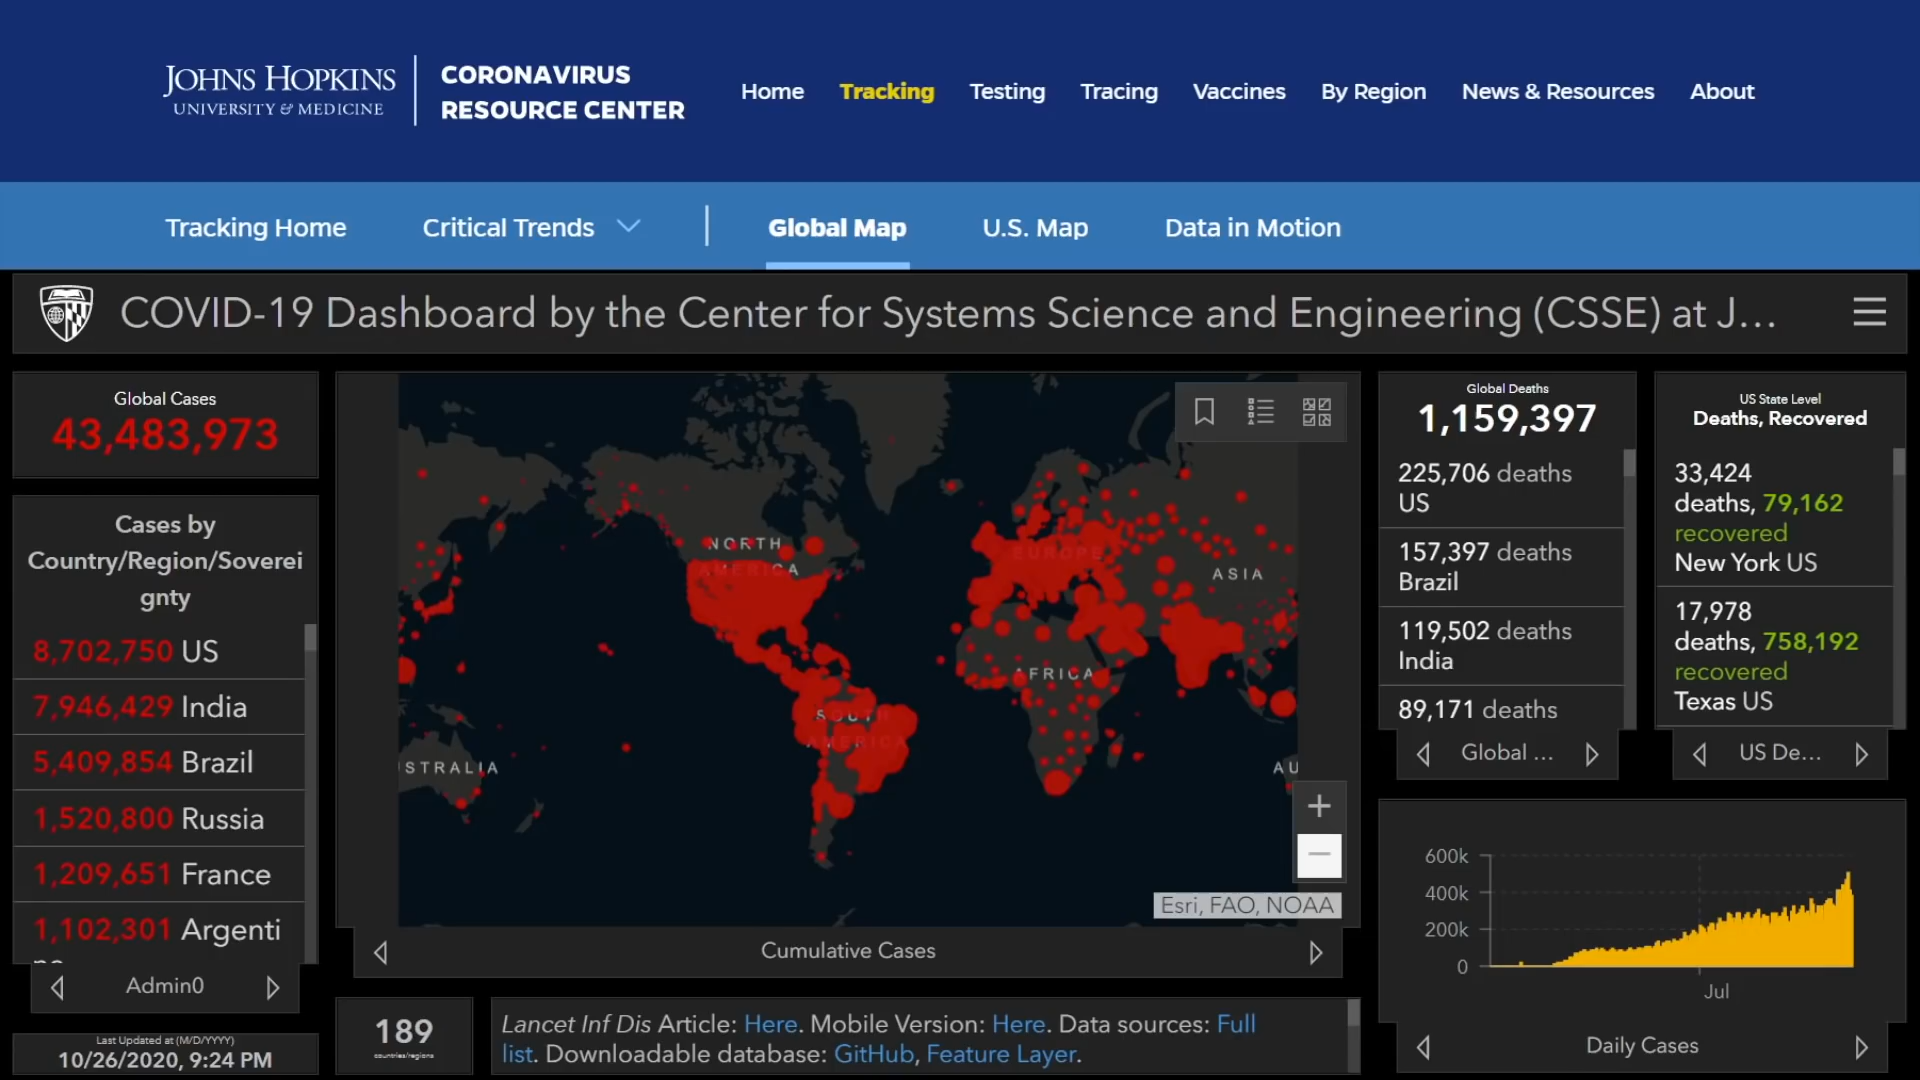 JOHNS HOPKINS
UNIVERSITY & MEDICINE
CORONAVIRUS
RESOURCE CENTER
Home
Tracking
Testing
Tracing
Vaccines
By Region
News & Resources
About
Tracking Home
Critical Trends
Global Map
U.S. Map
Data in Motion
COVID-19 Dashboard by the Center for Systems Science and Engineering (CSSE) at J...
Global Cases
43,483,973
Cases by
Country/Region/Soverei
gnty
8,702,750 US
7,946,429 India
5,409,854 Brazil
1,520,800 Russia
1,209,651 France
1,102,301 Argenti
Admin0
Last Updated at (M/D/YYYY)
10/26/2020, 9:24 PM
NORTH
AMERICA
EUROPE
ASIA
AFRICA
SOUTH
AMERICA
STRALIA
AU
Esri, FAO, NOAA
Cumulative Cases
189
countries/regions
Lancet Inf Dis Article: Here. Mobile Version: Here. Data sources: Full
list. Downloadable database: GitHub, Feature Layer.
Global Deaths
1,159,397
225,706 deaths
US
157,397 deaths
Brazil
119,502 deaths
India
89,171 deaths
Global ...
US State Level
Deaths, Recovered
33,424
deaths, 79,162
recovered
New York US
17,978
deaths, 758,192
recovered
Texas US
US De...
600k
400k
200k
0
Jul
Daily Cases